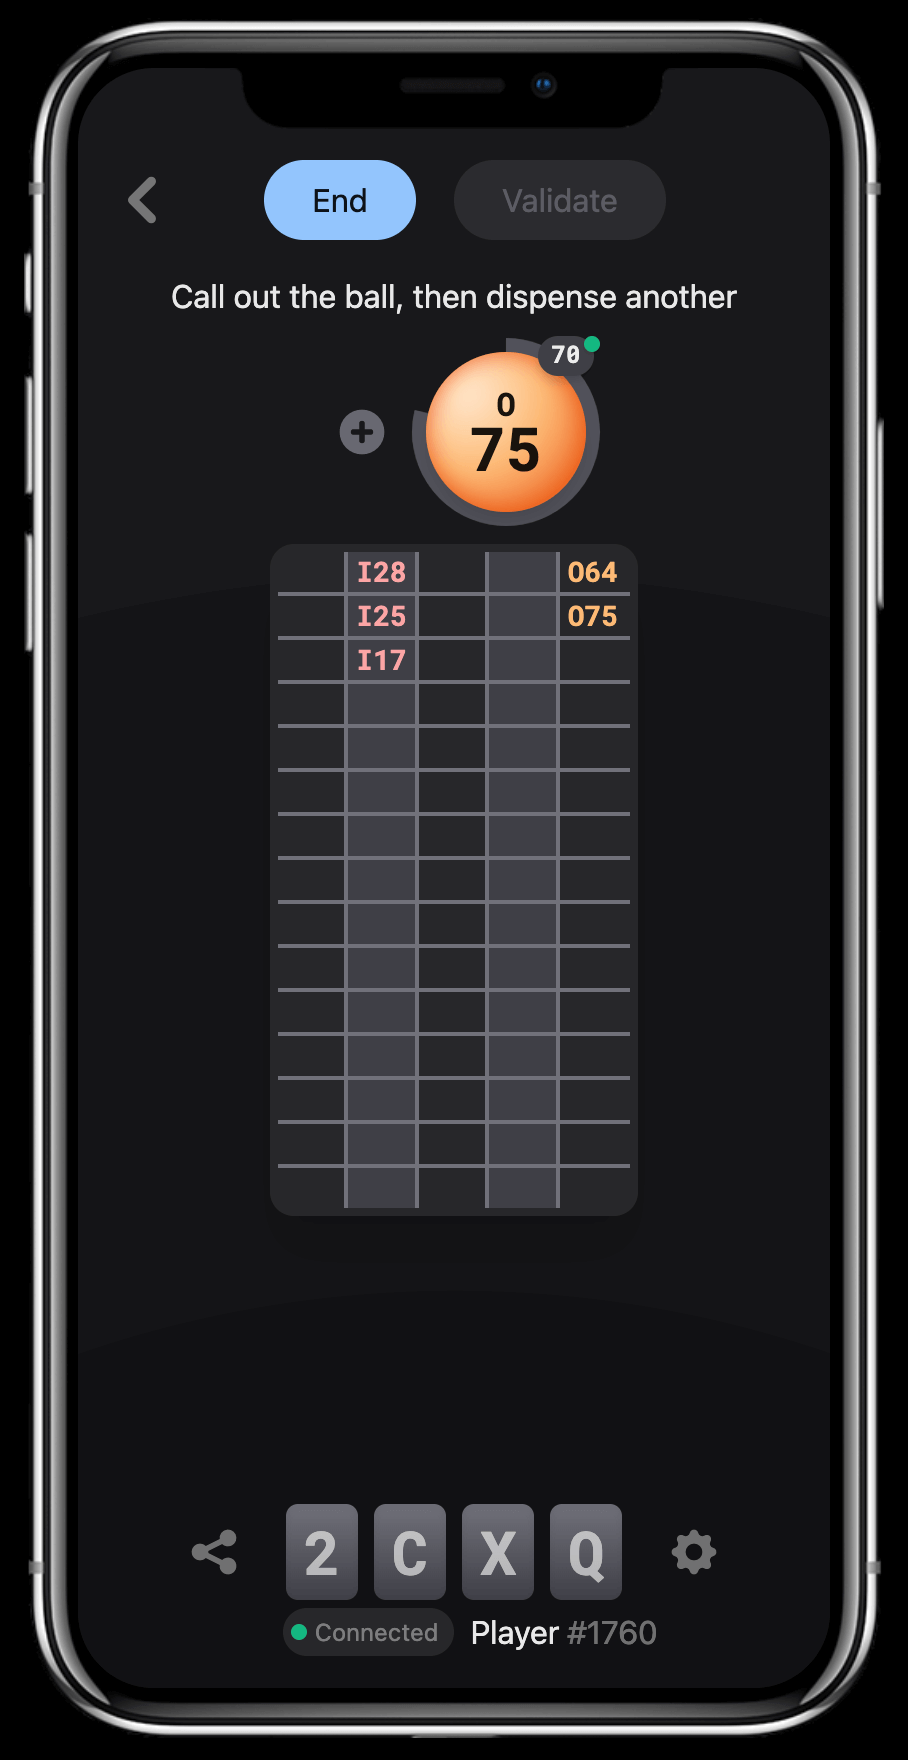 End Validate
Call out the ball, then dispense another
70
O
75
I28 O64
I25 O75
I17
2 C X Q
Connected Player #1760